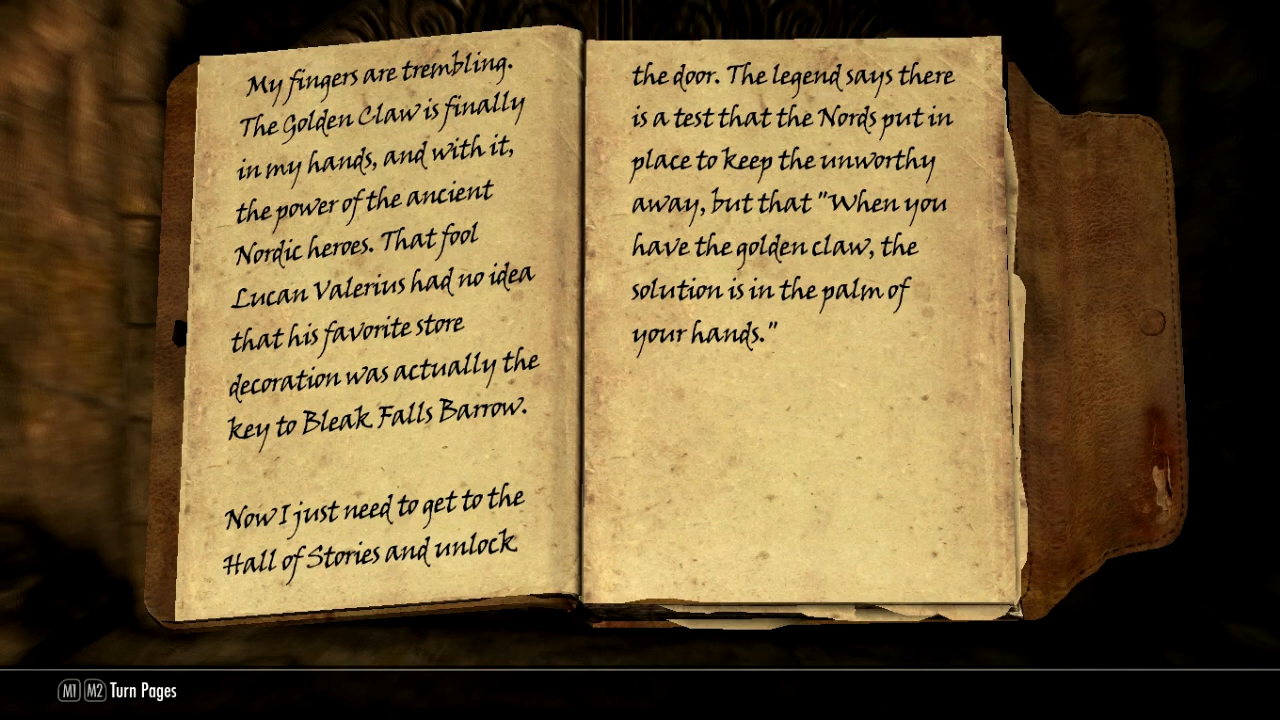 My fingers are trembling.
The Golden Claw is finally
in my hands, and with it,
the power of the ancient
Nordic heroes. That fool
Lucan Valerius had no idea
that his favorite store
decoration was actually the
key to Bleak Falls Barrow.
Now I just need to get to the
Hall of Stories and unlock
the door. The legend says there
is a test that the Nords put in
place to keep the unworthy
away, but that "When you
have the golden claw, the
solution is in the palm of
your hands."
M1 M2 Turn Pages